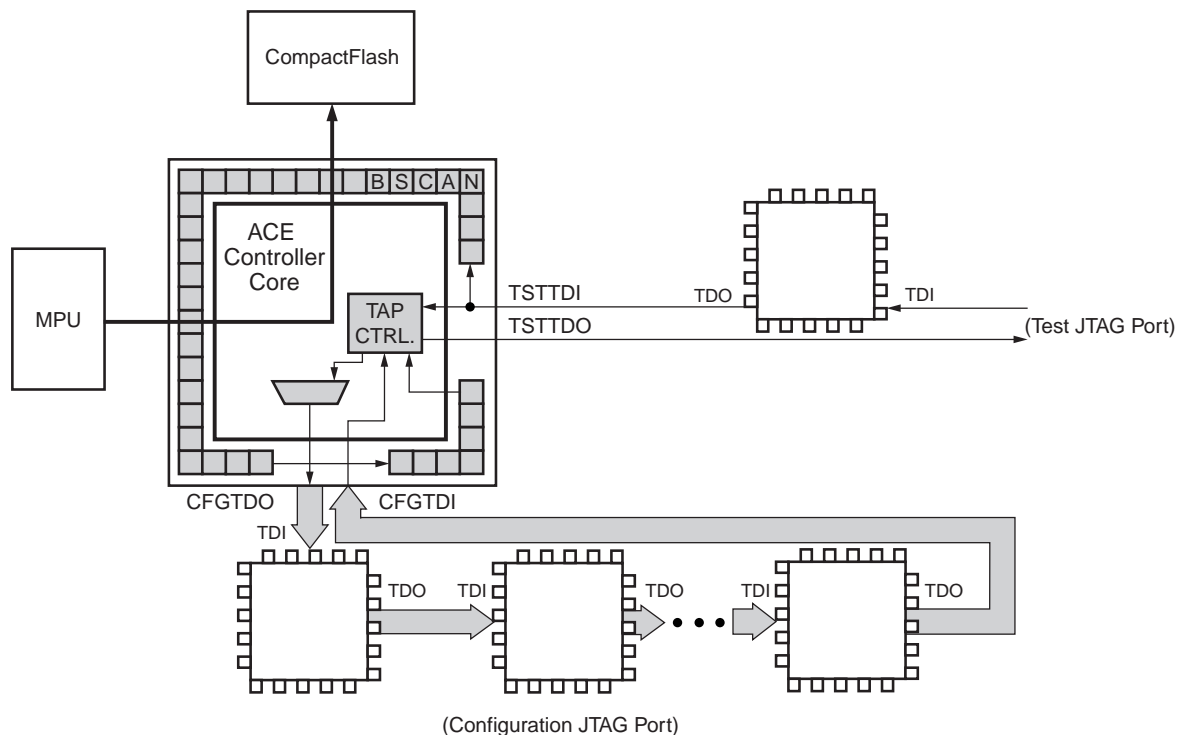 CompactFlash
B S C A N
ACE
Controller
Core
MPU
TAP
CTRL.
TSTTDI
TSTTDO
TDO
TDI
(Test JTAG Port)
CFGTDO
CFGTDI
TDI
TDO
TDI
TDO
TDI
TDO
(Configuration JTAG Port)